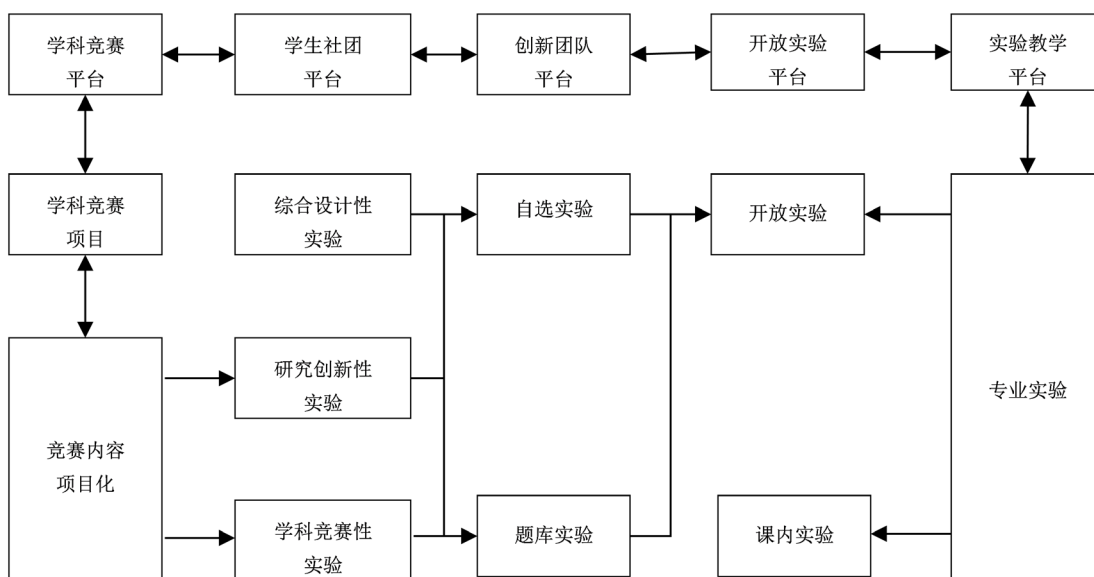 学科竞赛
平台
学生社团
平台
创新团队
平台
开放实验
平台
实验教学
平台
学科竞赛
项目
综合设计性
实验
自选实验
开放实验
研究创新性
实验
专业实验
竞赛内容
项目化
学科竞赛性
实验
题库实验
课内实验